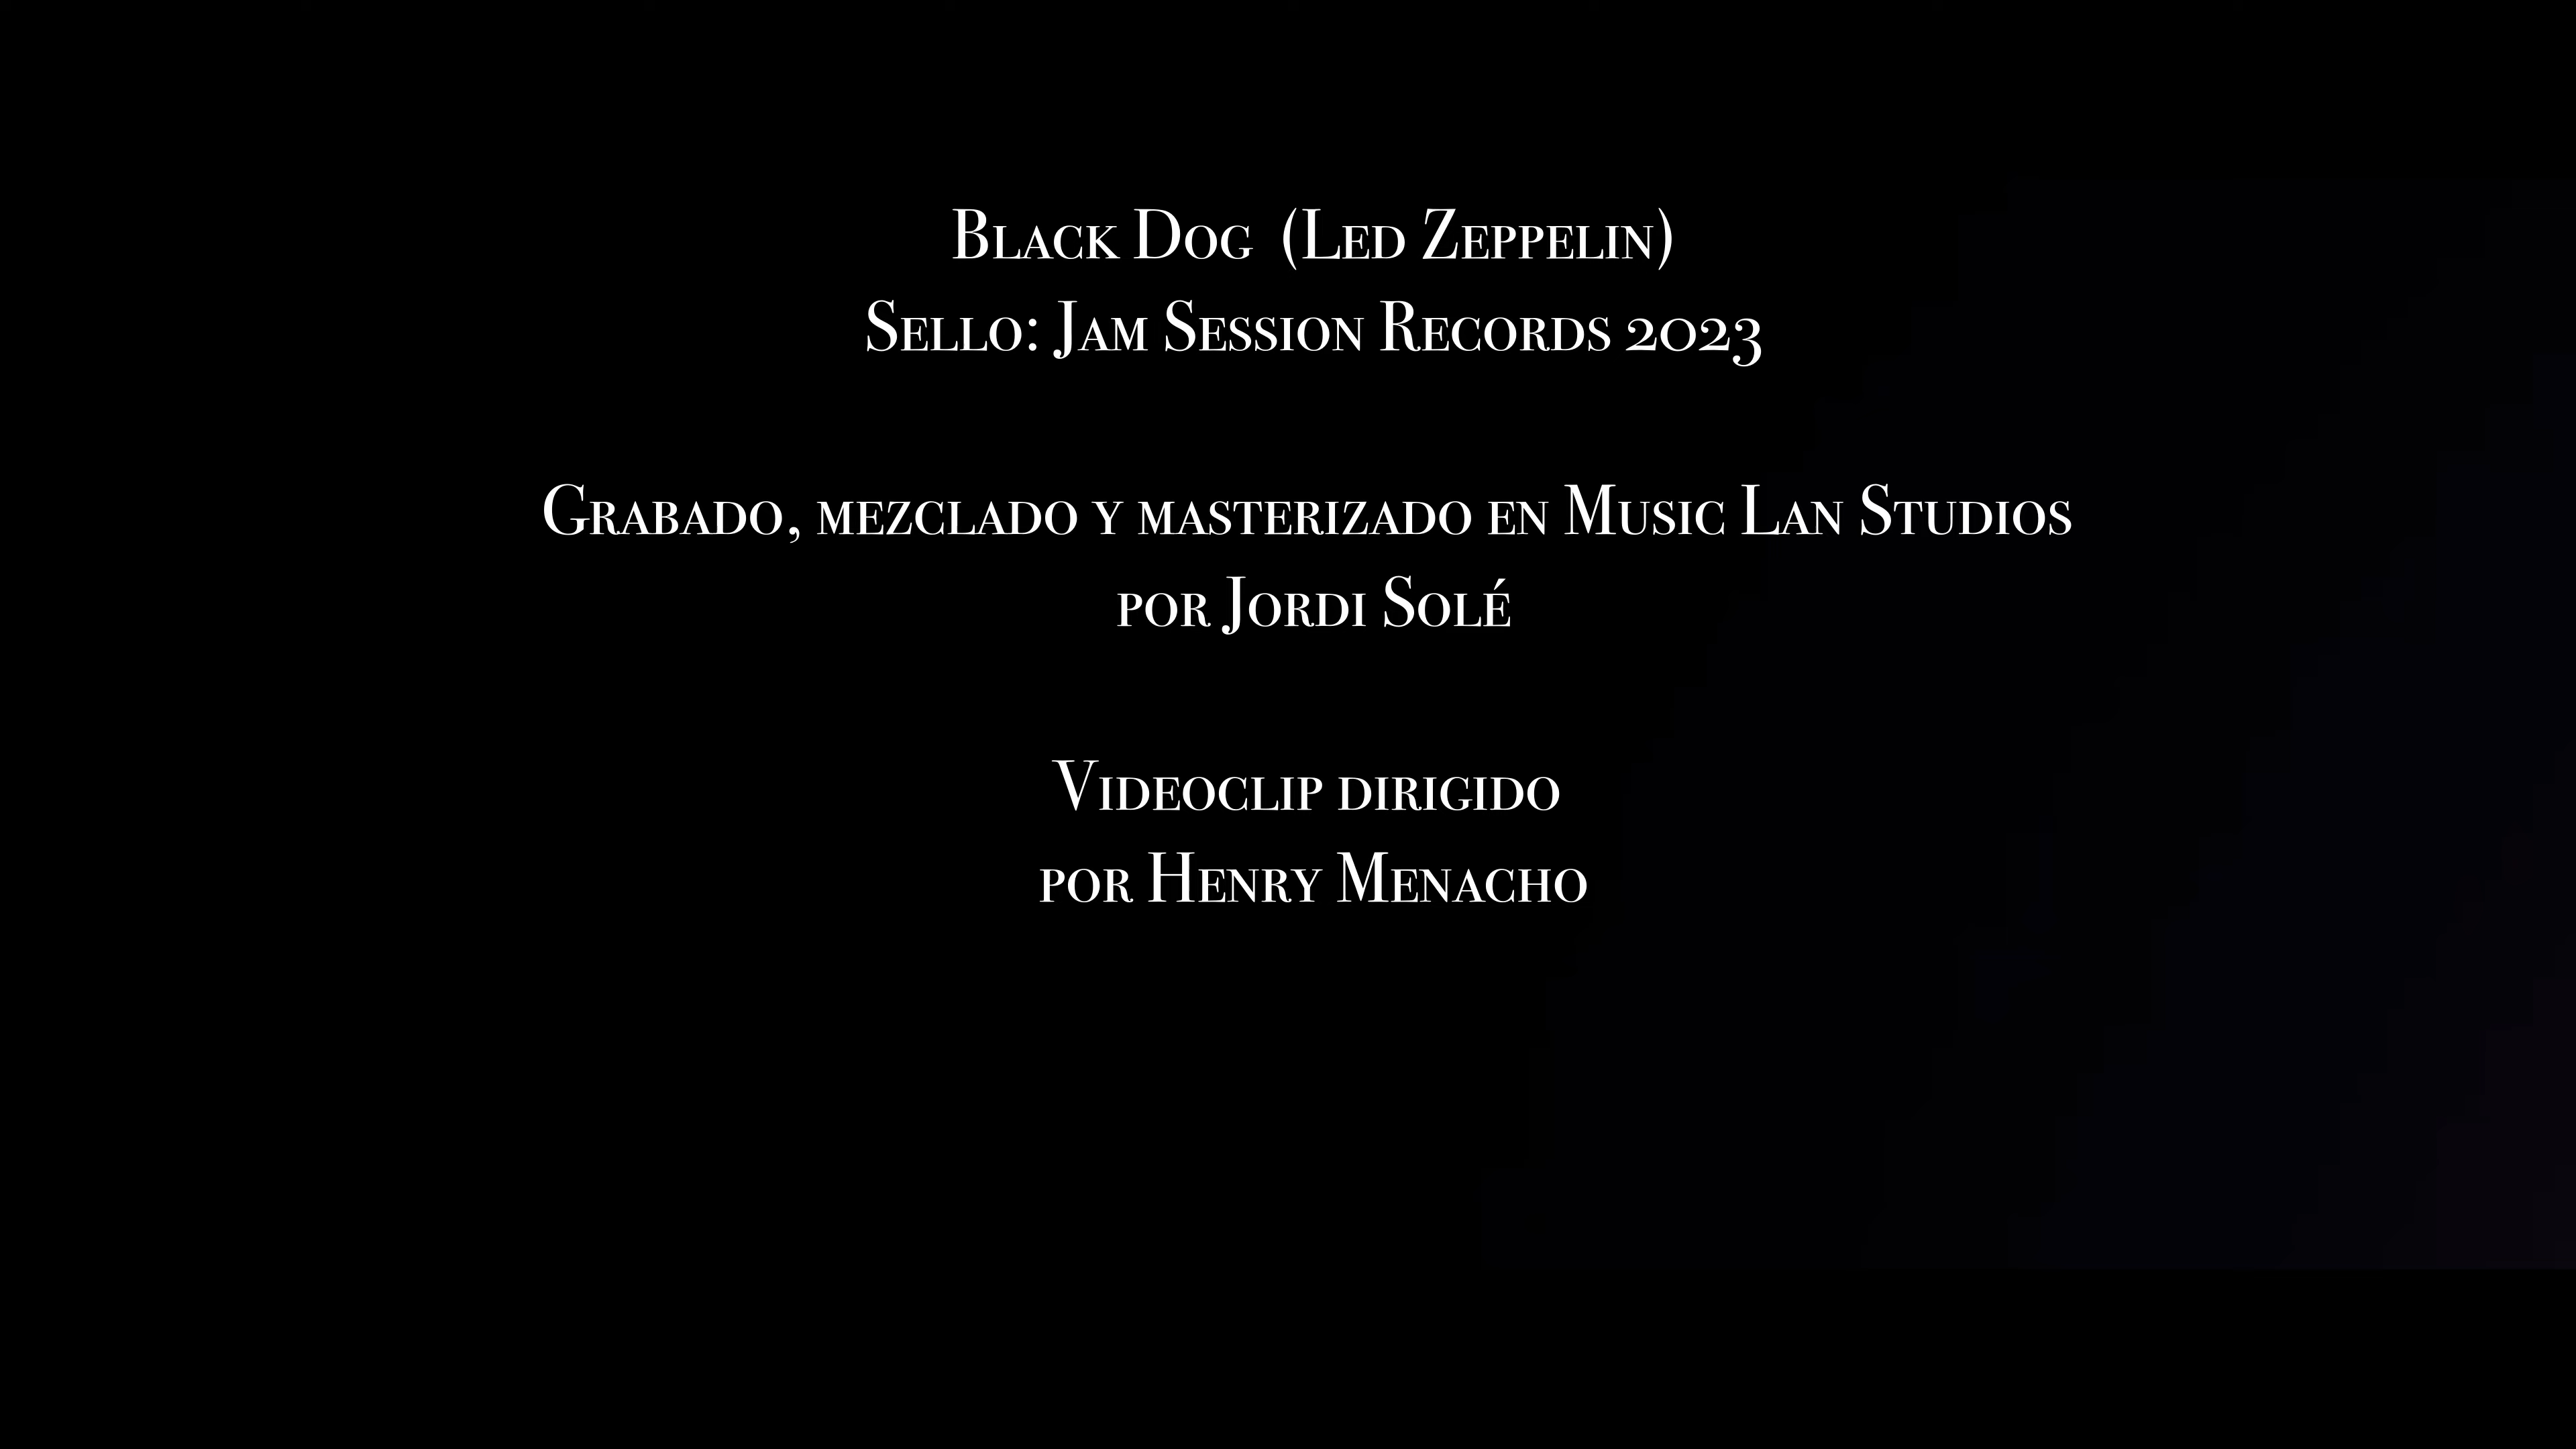 Black Dog (Led Zeppelin)
Sello: Jam Session Records 2023
Grabado, mezclado y masterizado en Music Lan Studios
por Jordi Solé
Videoclip dirigido
por Henry Menacho